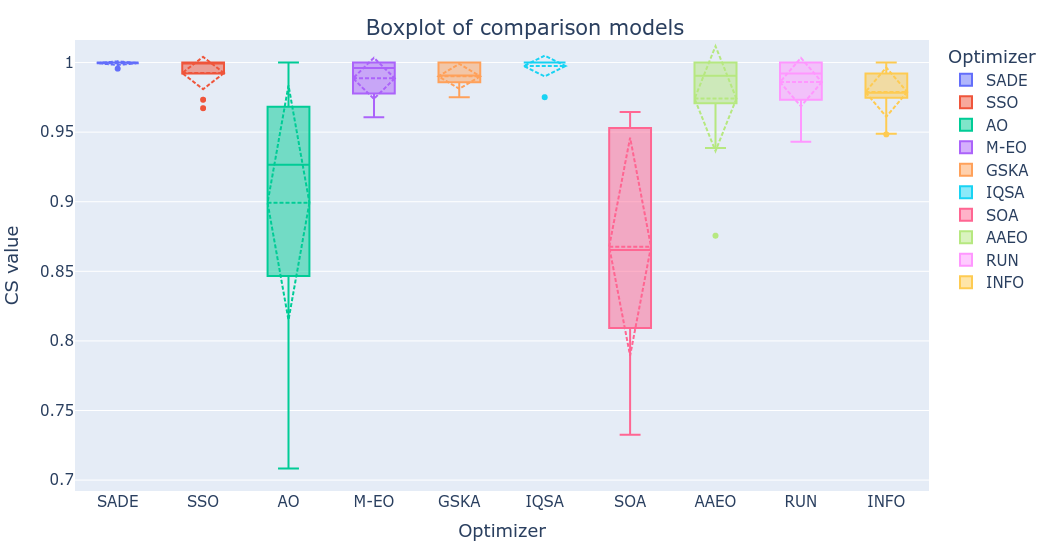 Boxplot of comparison models
CS value
1
0.95
0.9
0.85
0.8
0.75
0.7
SADE
SSO
AO
M-EO
GSKA
IQSA
SOA
AAEO
RUN
INFO
Optimizer
Optimizer
SADE
SSO
AO
M-EO
GSKA
IQSA
SOA
AAEO
RUN
INFO